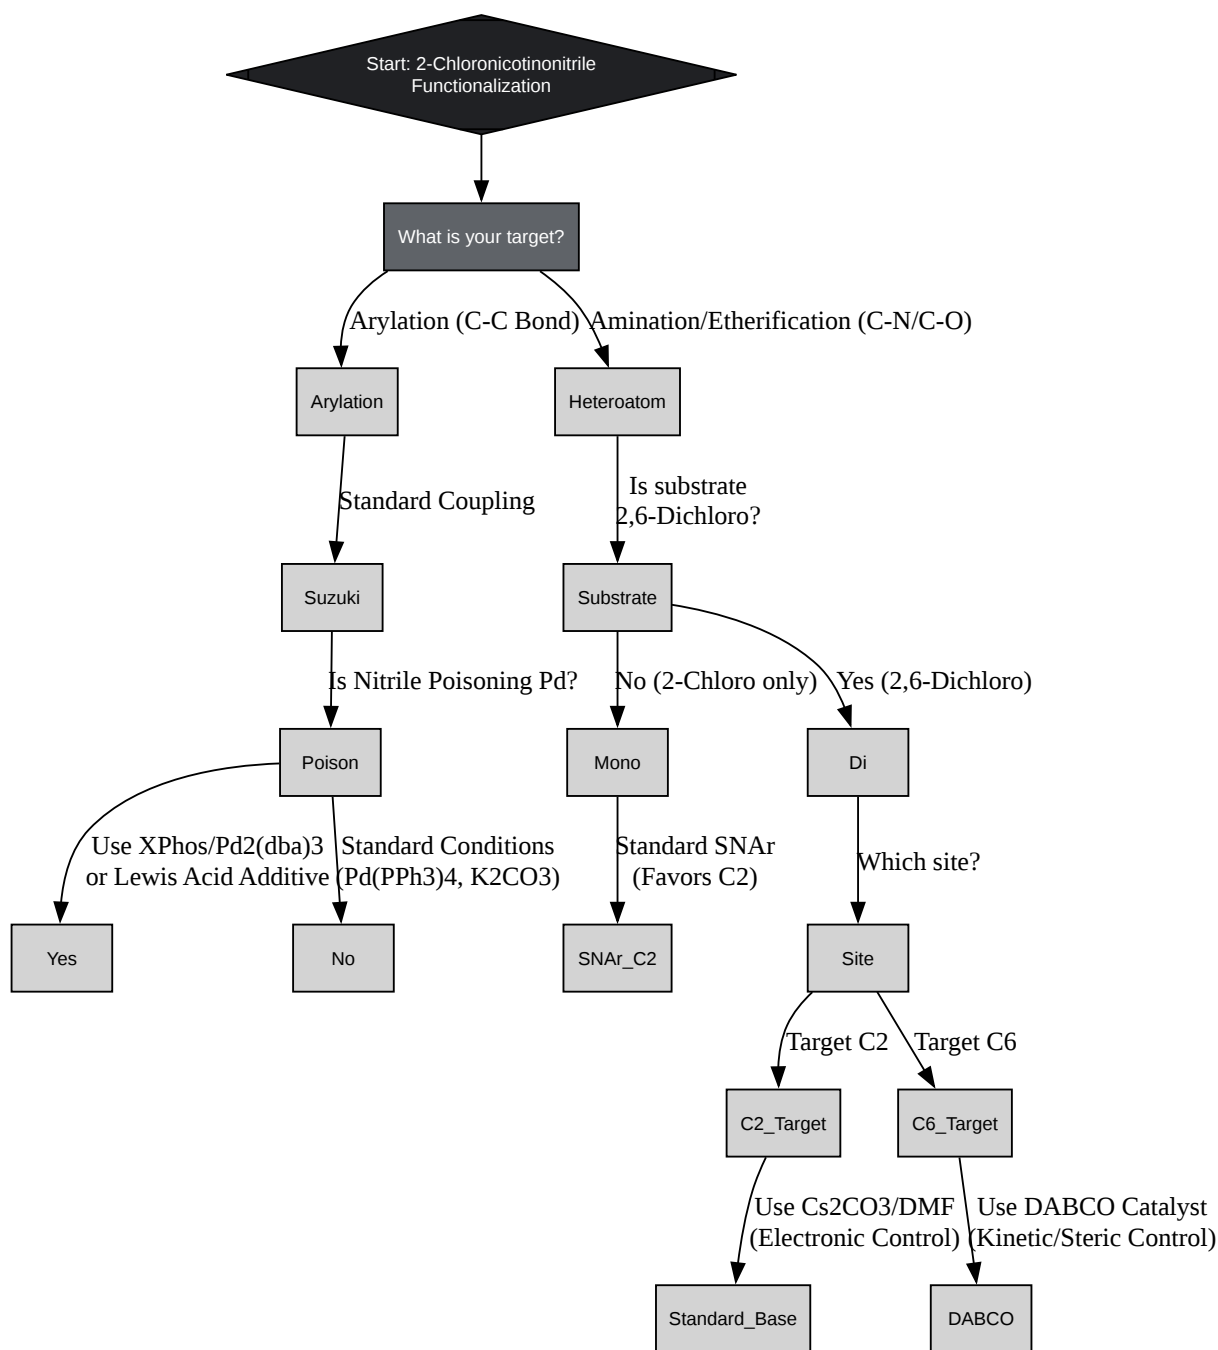 Start: 2-Chloronicotinonitrile
Functionalization
What is your target?
Arylation (C-C Bond)
Amination/Etherification (C-N/C-O)
Arylation
Heteroatom
Standard Coupling
Is substrate
2,6-Dichloro?
Suzuki
Substrate
Is Nitrile Poisoning Pd?
No (2-Chloro only)
Yes (2,6-Dichloro)
Poison
Mono
Di
Use XPhos/Pd2(dba)3
or Lewis Acid Additive
Standard Conditions
(Pd(PPh3)4, K2CO3)
Standard SNAr
(Favors C2)
Which site?
Yes
No
SNAr_C2
Site
Target C2
Target C6
C2_Target
C6_Target
Use Cs2CO3/DMF
(Electronic Control)
Use DABCO Catalyst
(Kinetic/Steric Control)
Standard_Base
DABCO